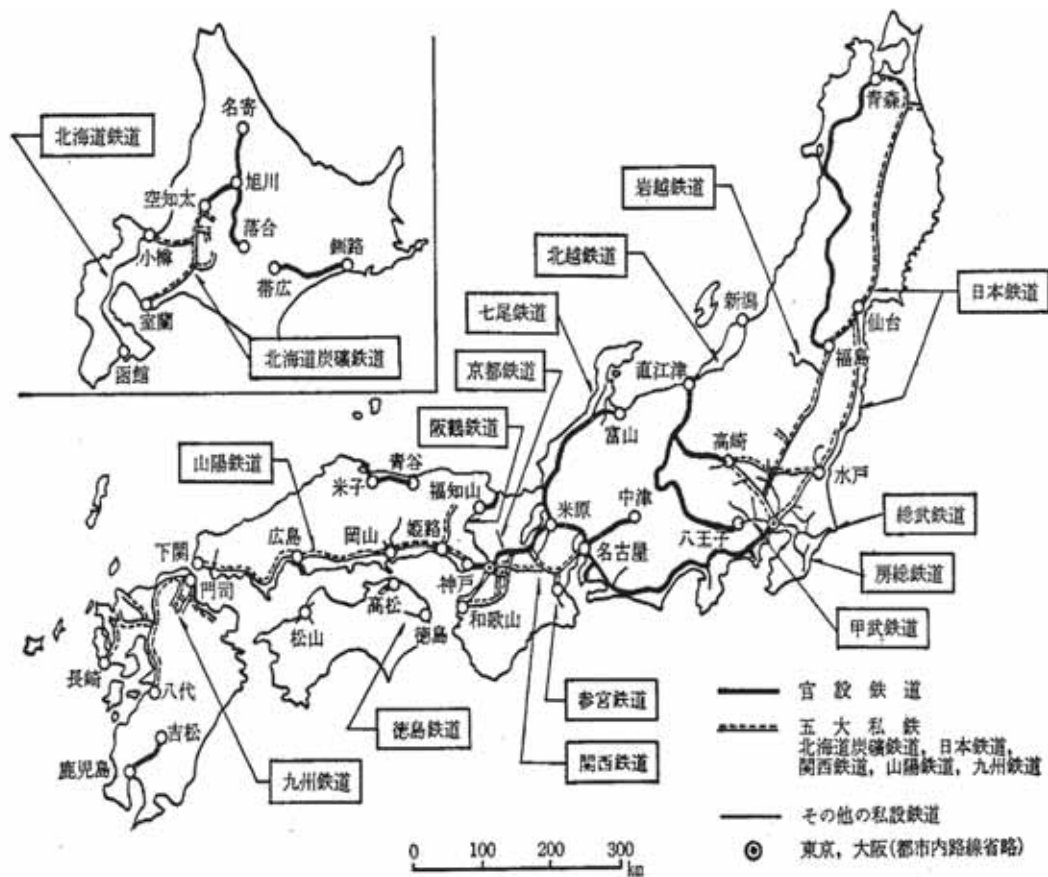 北海道鉄道
名寄
旭川
空知太
落合
小樽
釧路
帯広
室蘭
北海道炭礦鉄道
函館
青森
岩越鉄道
北越鉄道
日本鉄道
七尾鉄道
新潟
仙台
福島
京都鉄道
直江津
阪鶴鉄道
富山
高崎
水戸
山陽鉄道
青谷
米子
福知山
米原
中津
総武鉄道
姫路
岡山
広島
下関
八王子
名古屋
神戸
房総鉄道
門司
高松
和歌山
松山
徳島
甲武鉄道
長崎
八代
参宮鉄道
徳島鉄道
吉松
関西鉄道
鹿児島
九州鉄道
官設鉄道
五大私鉄
北海道炭礦鉄道,日本鉄道,
関西鉄道,山陽鉄道,九州鉄道
その他の私設鉄道
東京,大阪(都市内路線省略)
0 100 200 300
km